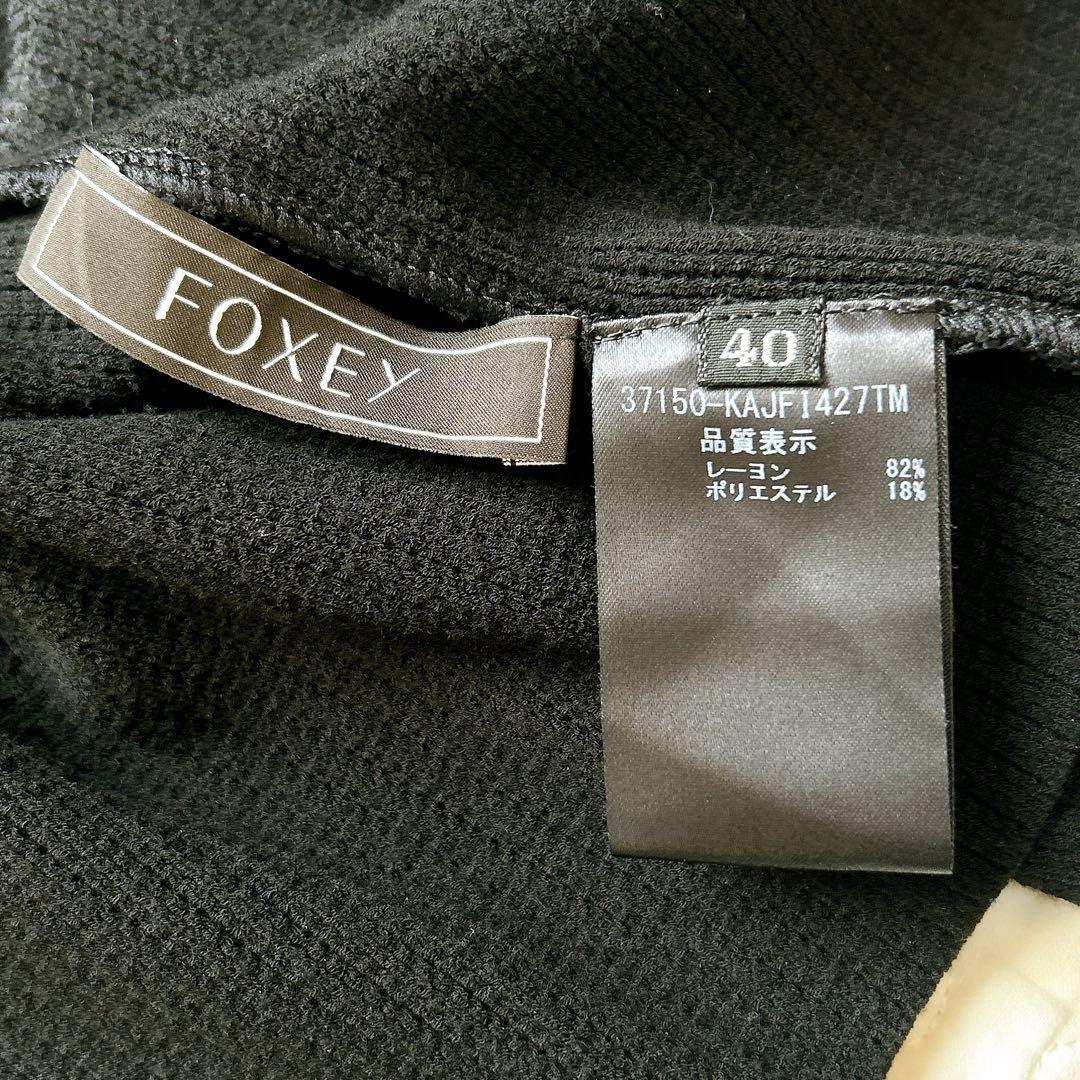 FOXEY
40
37150-KAJFI427TM
品質表示
レーヨン 82%
ポリエステル 18%